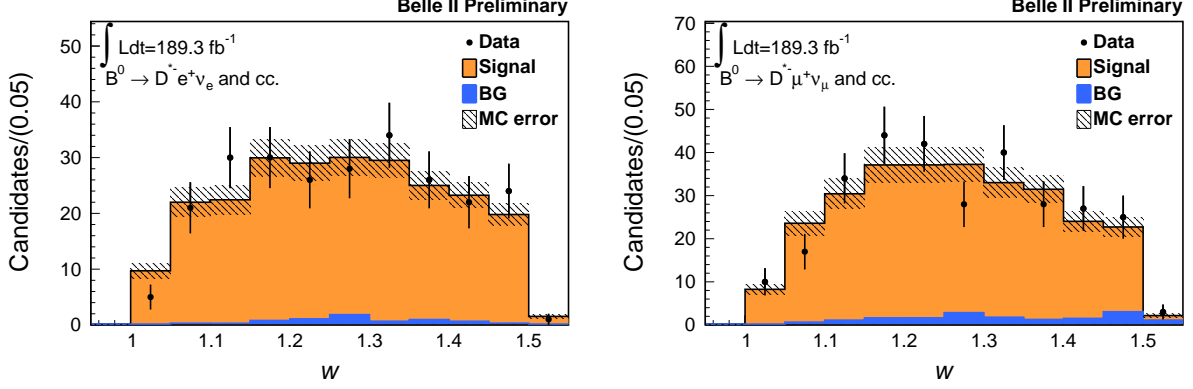 Belle II Preliminary
∫ Ldt=189.3 fb⁻¹
B⁰ → D*⁻e⁺νₑ and cc.
Data
Signal
BG
MC error
Candidates/(0.05)
50
40
30
20
10
0
1 1.1 1.2 1.3 1.4 1.5
w
Belle II Preliminary
∫ Ldt=189.3 fb⁻¹
B⁰ → D*⁻μ⁺ν_μ and cc.
Data
Signal
BG
MC error
Candidates/(0.05)
70
60
50
40
30
20
10
0
1 1.1 1.2 1.3 1.4 1.5
w